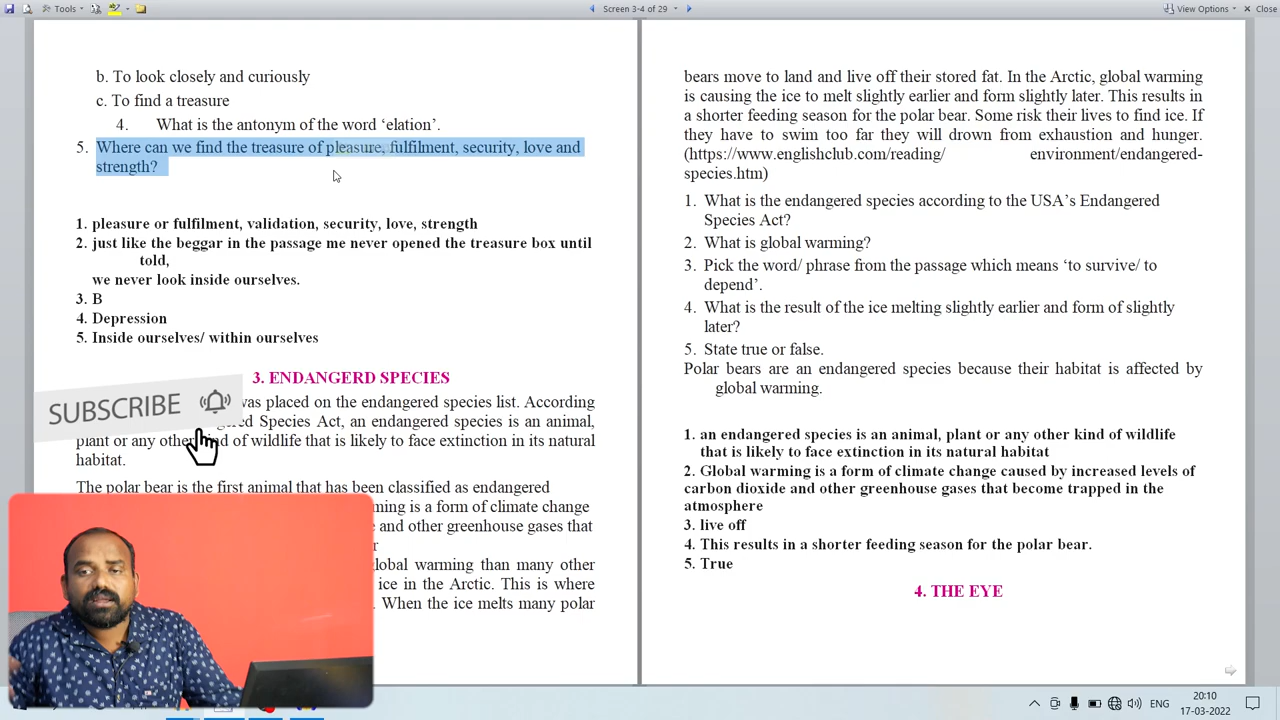 Tools
Screen 3-4 of 29
View Options
Close
b. To look closely and curiously
c. To find a treasure
4. What is the antonym of the word ‘elation’.
5. Where can we find the treasure of pleasure, fulfilment, security, love and
strength?
1. pleasure or fulfilment, validation, security, love, strength
2. just like the beggar in the passage me never opened the treasure box until
told,
we never look inside ourselves.
3. B
4. Depression
5. Inside ourselves/ within ourselves
3. ENDANGERD SPECIES
was placed on the endangered species list. According
Species Act, an endangered species is an animal,
plant or any other kind of wildlife that is likely to face extinction in its natural
habitat.
The polar bear is the first animal that has been classified as endangered
is a form of climate change
and other greenhouse gases that
global warming than many other
ice in the Arctic. This is where
When the ice melts many polar
SUBSCRIBE
bears move to land and live off their stored fat. In the Arctic, global warming
is causing the ice to melt slightly earlier and form slightly later. This results in
a shorter feeding season for the polar bear. Some risk their lives to find ice. If
they have to swim too far they will drown from exhaustion and hunger.
(https://www.englishclub.com/reading/ environment/endangered-
species.htm)
1. What is the endangered species according to the USA’s Endangered
Species Act?
2. What is global warming?
3. Pick the word/ phrase from the passage which means ‘to survive/ to
depend’.
4. What is the result of the ice melting slightly earlier and form of slightly
later?
5. State true or false.
Polar bears are an endangered species because their habitat is affected by
global warming.
1. an endangered species is an animal, plant or any other kind of wildlife
that is likely to face extinction in its natural habitat
2. Global warming is a form of climate change caused by increased levels of
carbon dioxide and other greenhouse gases that become trapped in the
atmosphere
3. live off
4. This results in a shorter feeding season for the polar bear.
5. True
4. THE EYE
ENG
20:10
17-03-2022